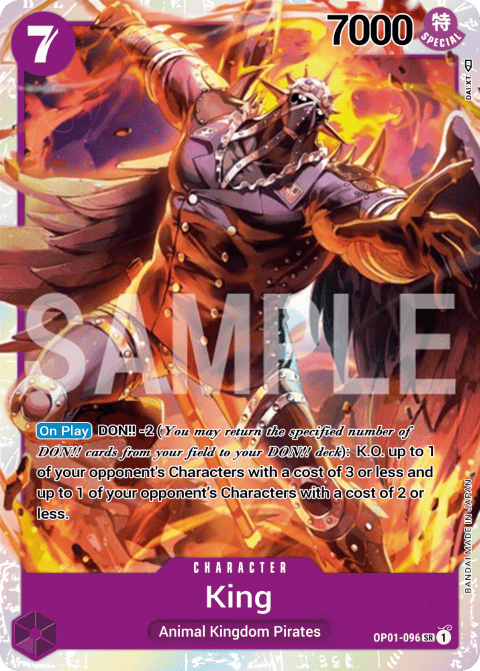 7
7000
特
SPECIAL
DAI-XT.
SAMPLE
On Play DON!! -2 (You may return the specified number of
DON!! cards from your field to your DON!! deck): K.O. up to 1
of your opponent's Characters with a cost of 3 or less and
up to 1 of your opponent's Characters with a cost of 2 or
less.
BANDAI MADE IN JAPAN
CHARACTER
King
Animal Kingdom Pirates
OP01-096 SR 1